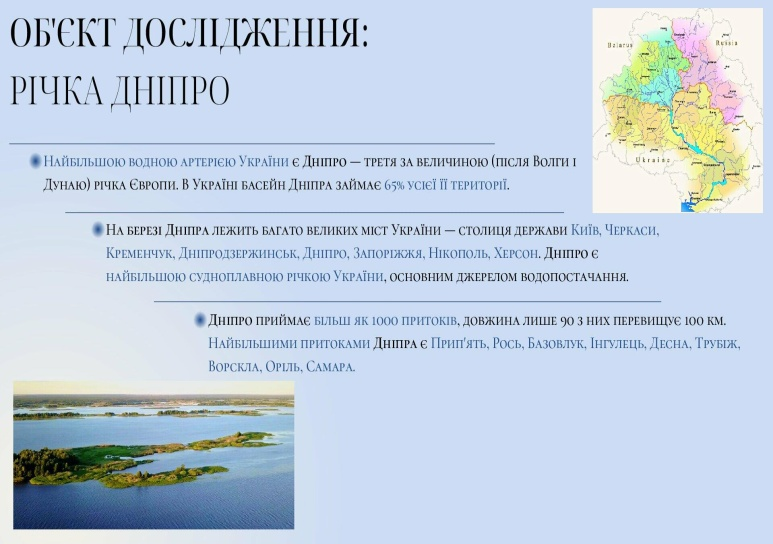 ОБ'ЄКТ ДОСЛІДЖЕННЯ:
РІЧКА ДНІПРО
Belarus
Russia
Ukraine
Найбільшою водною артерією України є Дніпро — третя за величиною (після Волги і
Дунаю) річка Європи. В Україні басейн Дніпра займає 65% усієї її території.
На березі Дніпра лежить багато великих міст України — столиця держави Київ, Черкаси,
Кременчук, Дніпродзержинськ, Дніпро, Запоріжжя, Нікополь, Херсон. Дніпро є
найбільшою судноплавною річкою України, основним джерелом водопостачання.
Дніпро приймає більш як 1000 притоків, довжина лише 90 з них перевищує 100 км.
Найбільшими притоками Дніпра є Прип'ять, Рось, Базовлук, Інгулець, Десна, Трубіж,
Ворскла, Оріль, Самара.